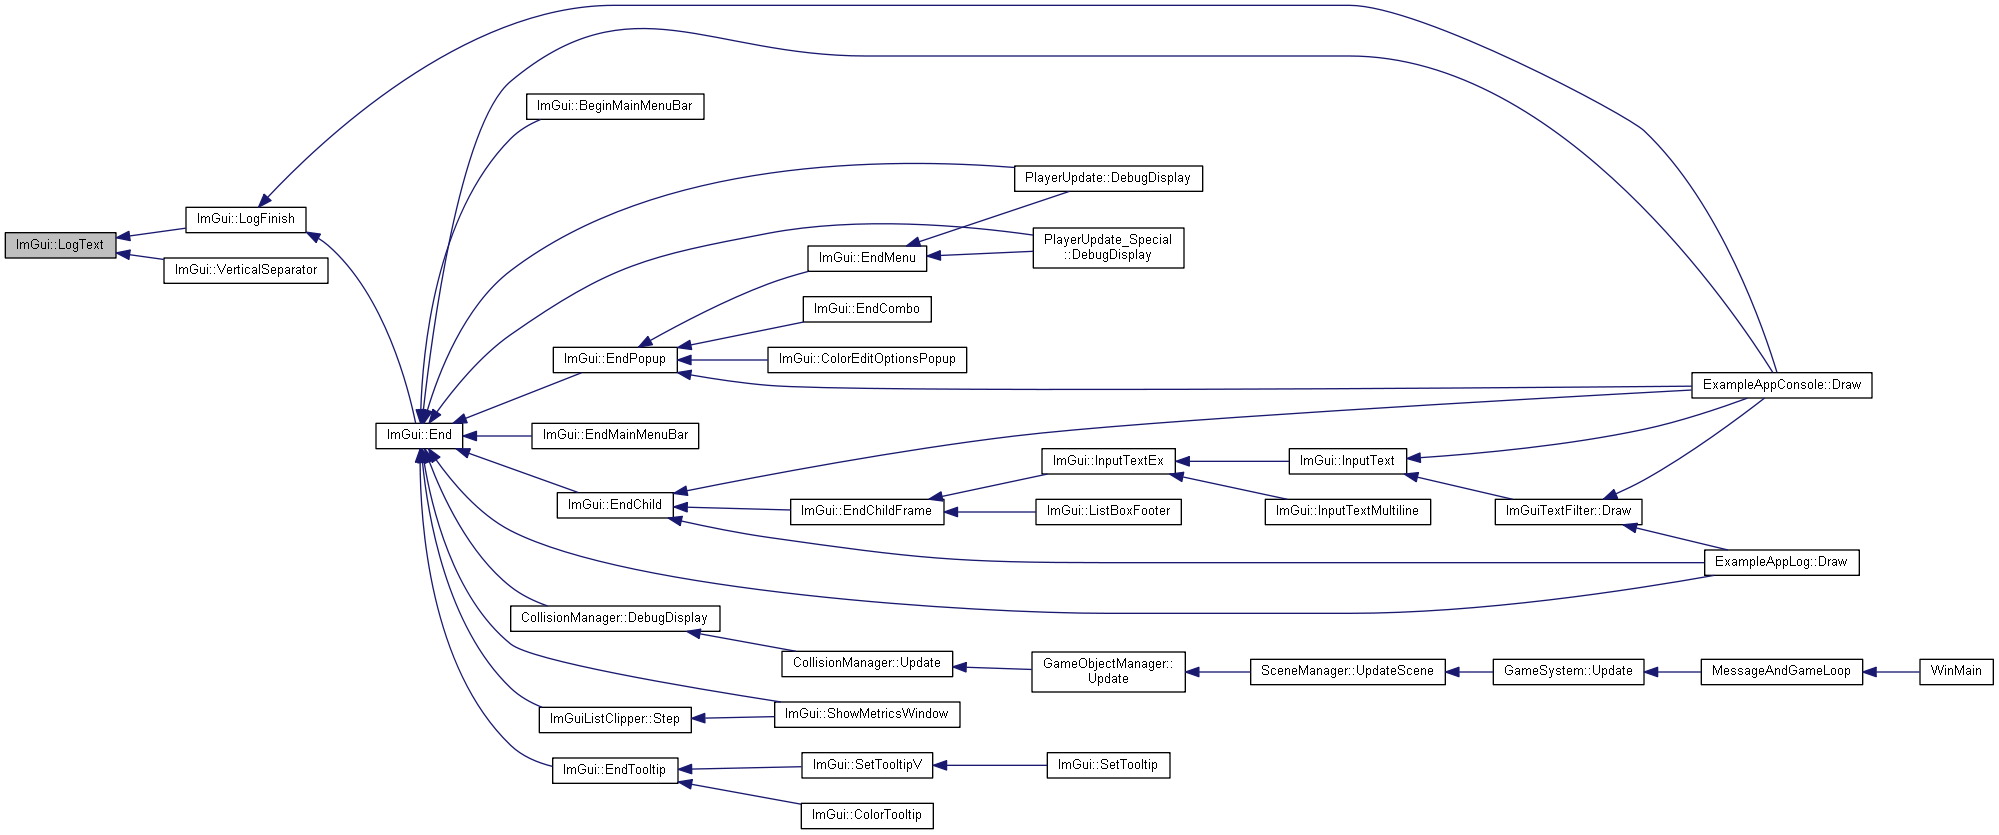 ImGui::LogText
ImGui::LogFinish
ImGui::VerticalSeparator
ImGui::End
ImGui::BeginMainMenuBar
PlayerUpdate::DebugDisplay
PlayerUpdate_Special
::DebugDisplay
ImGui::EndMenu
ImGui::EndCombo
ImGui::EndPopup
ImGui::ColorEditOptionsPopup
ExampleAppConsole::Draw
ImGui::EndMainMenuBar
ImGui::InputTextEx
ImGui::InputText
ImGui::EndChild
ImGui::EndChildFrame
ImGui::ListBoxFooter
ImGui::InputTextMultiline
ImGuiTextFilter::Draw
ExampleAppLog::Draw
CollisionManager::DebugDisplay
CollisionManager::Update
GameObjectManager::
Update
SceneManager::UpdateScene
GameSystem::Update
MessageAndGameLoop
WinMain
ImGuiListClipper::Step
ImGui::ShowMetricsWindow
ImGui::EndTooltip
ImGui::SetTooltipV
ImGui::SetTooltip
ImGui::ColorTooltip